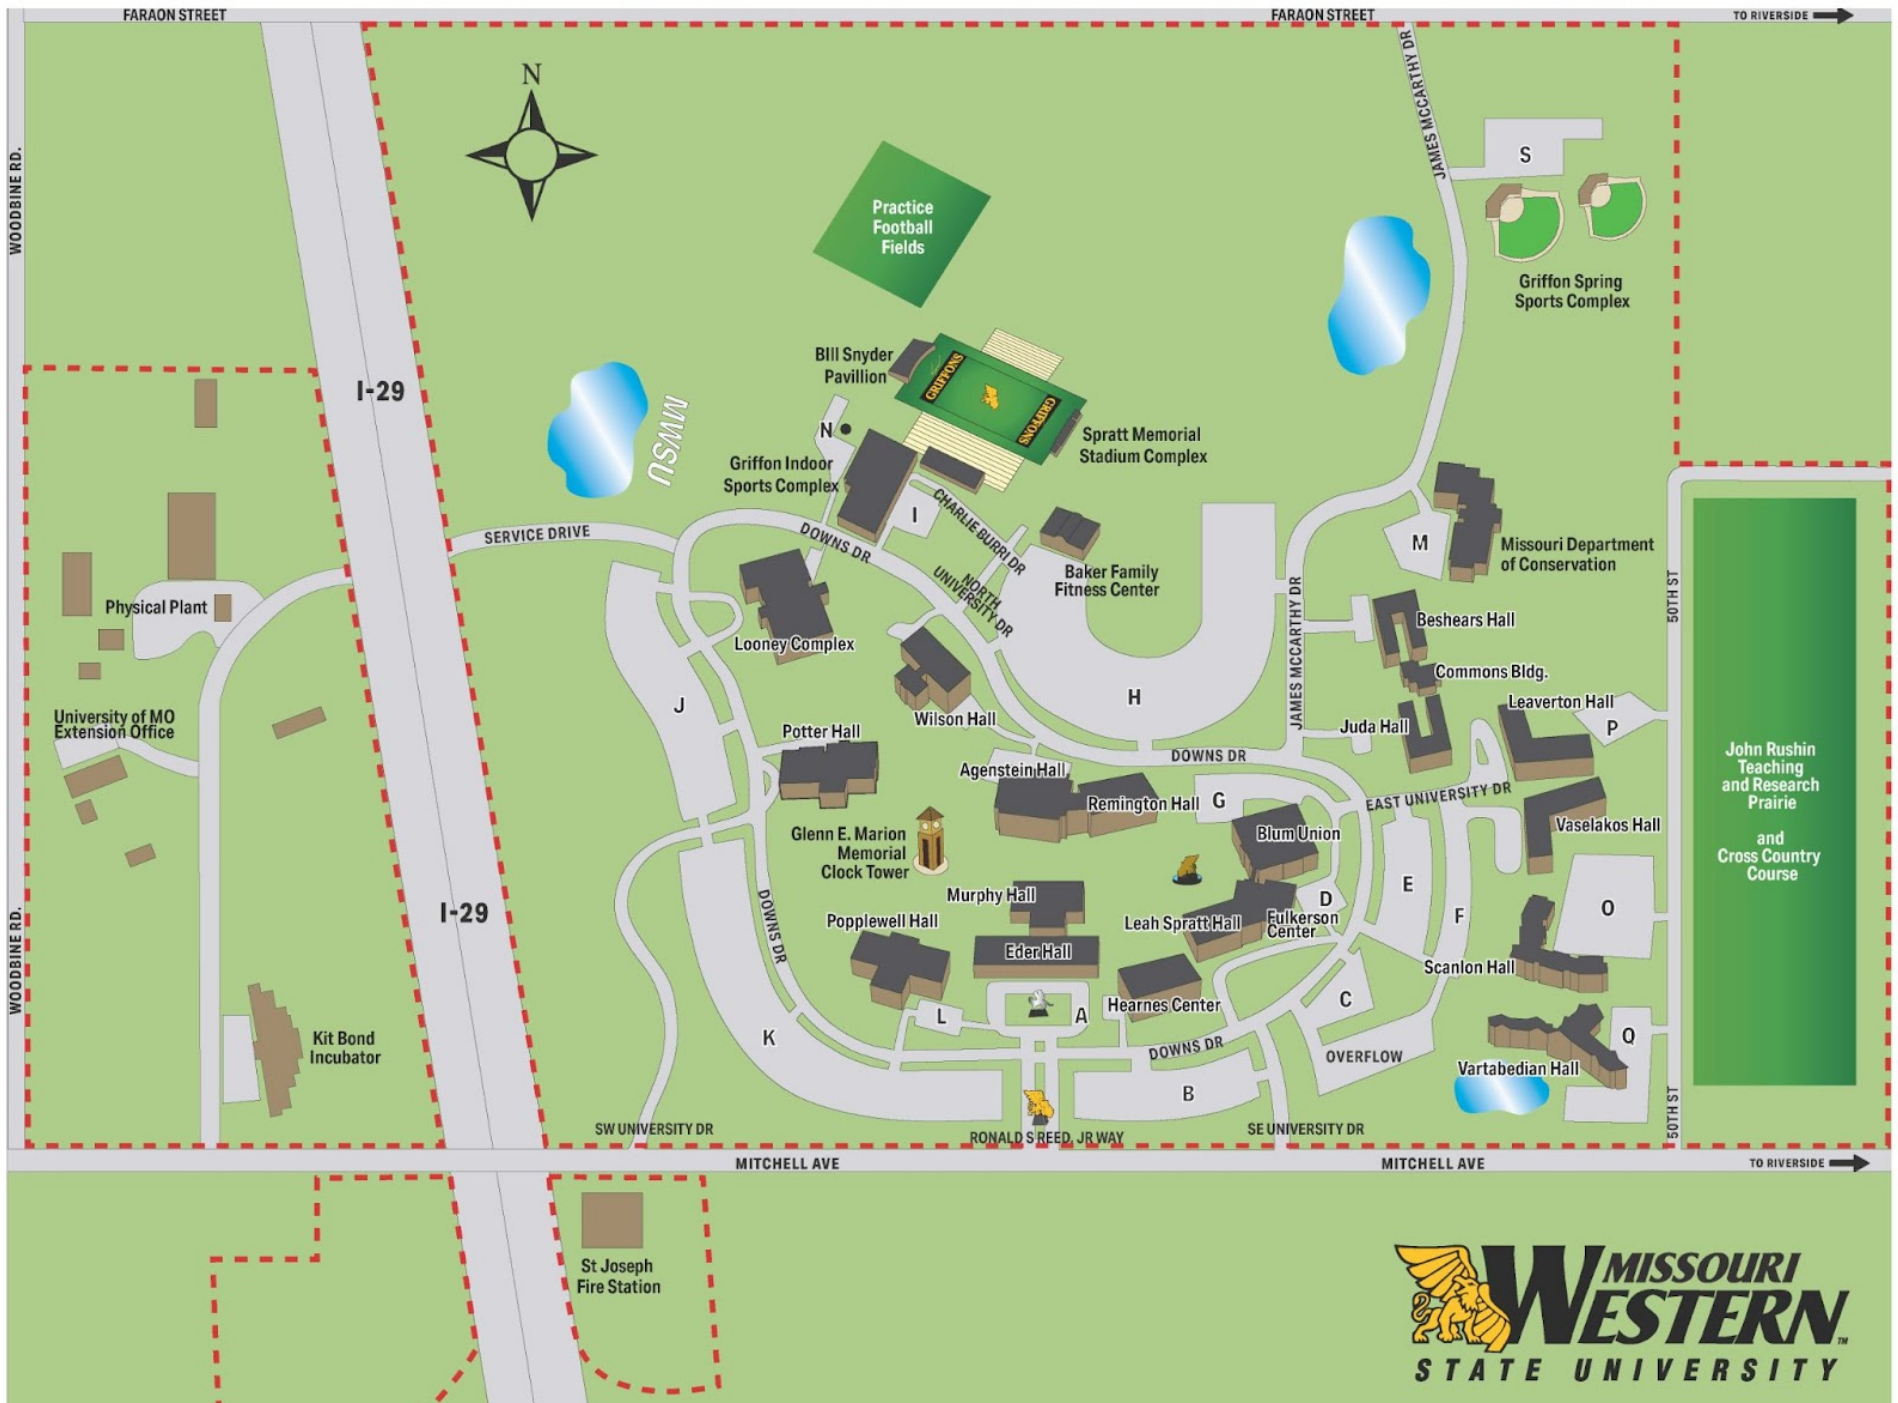 FARAON STREET
FARAON STREET
TO RIVERSIDE
JAMES MCCARTHY DR
N
WOODBINE RD.
S
Practice
Football
Fields
Griffon Spring
Sports Complex
BIll Snyder
Pavillion
GRIFFONS
GRIFFONS
I-29
MWSU
N
Spratt Memorial
Stadium Complex
Griffon Indoor
Sports Complex
CHARLIE BURRI DR
I
SERVICE DRIVE
DOWNS DR
M
Missouri Department
of Conservation
Baker Family
Fitness Center
NORTH
UNIVERSITY DR
JAMES MCCARTHY DR
50TH ST
Physical Plant
Beshears Hall
Looney Complex
Commons Bldg.
J
H
Leaverton Hall
P
University of MO
Extension Office
Wilson Hall
Juda Hall
Potter Hall
DOWNS DR
Agenstein Hall
Remington Hall
G
EAST UNIVERSITY DR
John Rushin
Teaching
and Research
Prairie
and
Cross Country
Course
Glenn E. Marion
Memorial
Clock Tower
Blum Union
Vaselakos Hall
E
D
F
O
I-29
Murphy Hall
Popplewell Hall
Leah Spratt Hall
Fulkerson
Center
DOWNS DR
Eder Hall
Scanlon Hall
WOODBINE RD.
Hearnes Center
C
L
A
K
Q
Kit Bond
Incubator
DOWNS DR
OVERFLOW
Vartabedian Hall
B
50TH ST
SW UNIVERSITY DR
RONALD S REED, JR WAY
SE UNIVERSITY DR
MITCHELL AVE
MITCHELL AVE
TO RIVERSIDE
St Joseph
Fire Station
MISSOURI
WESTERN™
STATE UNIVERSITY